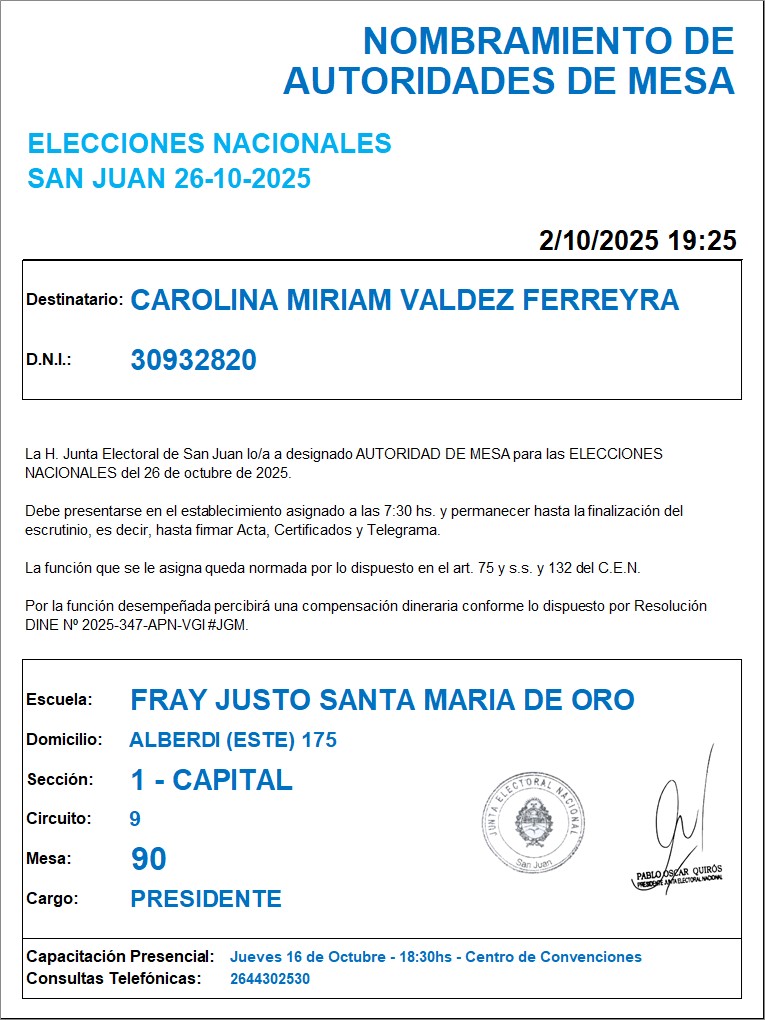 NOMBRAMIENTO DE
AUTORIDADES DE MESA
ELECCIONES NACIONALES
SAN JUAN 26-10-2025
2/10/2025 19:25
Destinatario: CAROLINA MIRIAM VALDEZ FERREYRA
D.N.I.: 30932820
La H. Junta Electoral de San Juan lo/a a designado AUTORIDAD DE MESA para las ELECCIONES
NACIONALES del 26 de octubre de 2025.
Debe presentarse en el establecimiento asignado a las 7:30 hs. y permanecer hasta la finalización del
escrutinio, es decir, hasta firmar Acta, Certificados y Telegrama.
La función que se le asigna queda normada por lo dispuesto en el art. 75 y s.s. y 132 del C.E.N.
Por la función desempeñada percibirá una compensación dineraria conforme lo dispuesto por Resolución
DINE Nº 2025-347-APN-VGI#JGM.
Escuela: FRAY JUSTO SANTA MARIA DE ORO
Domicilio: ALBERDI (ESTE) 175
Sección: 1 - CAPITAL
Circuito: 9
Mesa: 90
Cargo: PRESIDENTE
JUNTA ELECTORAL NACIONAL
San Juan
PABLO OSCAR QUIRÓS
PRESIDENTE JUNTA ELECTORAL NACIONAL
Capacitación Presencial: Jueves 16 de Octubre - 18:30hs - Centro de Convenciones
Consultas Telefónicas: 2644302530